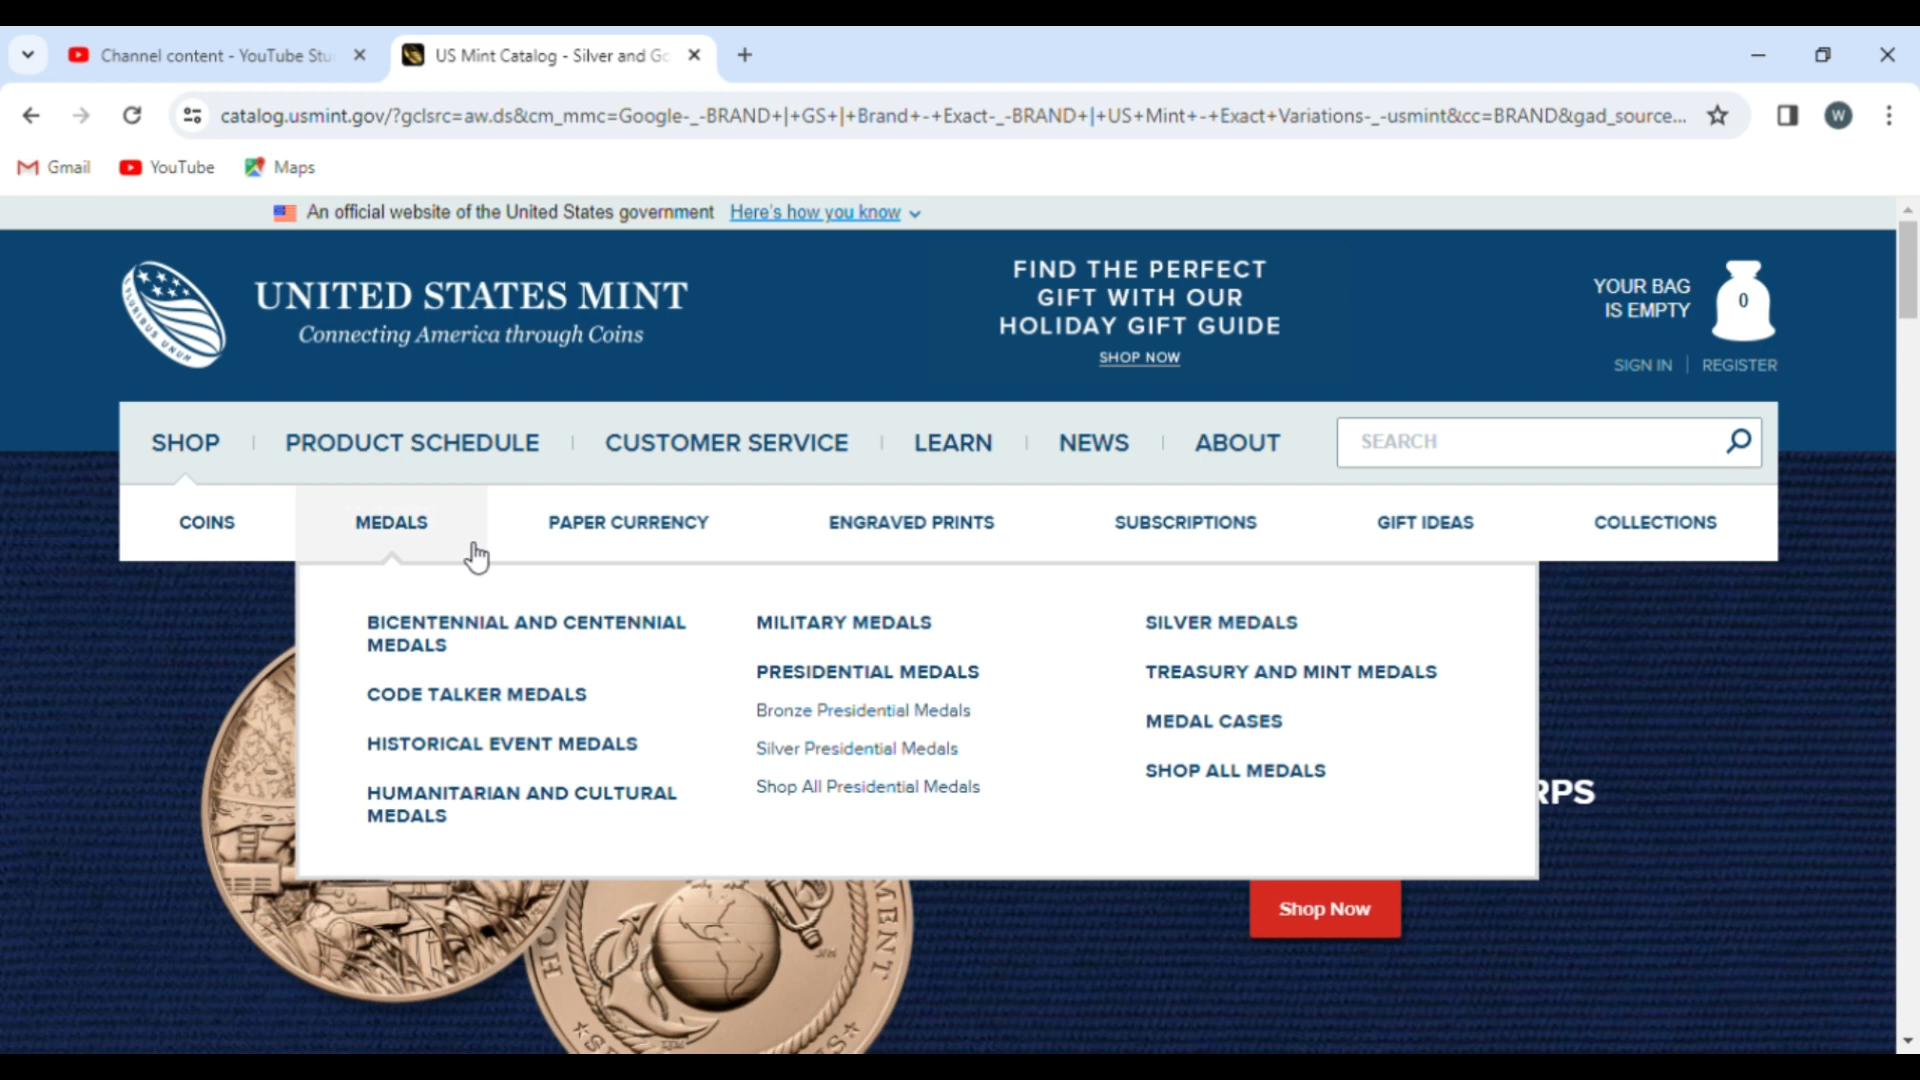 Channel content - YouTube Stu
US Mint Catalog - Silver and Go
catalog.usmint.gov/?gclsrc=aw.ds&cm_mmc=Google-_-BRAND+|+GS+|+Brand+-+Exact-_-BRAND+|+US+Mint+-+Exact+Variations-_-usmint&cc=BRAND&gad_source...
W
Gmail
YouTube
Maps
An official website of the United States government Here's how you know
UNITED STATES MINT
Connecting America through Coins
PLURIBUS UNUM
FIND THE PERFECT
GIFT WITH OUR
HOLIDAY GIFT GUIDE
SHOP NOW
YOUR BAG
IS EMPTY
0
SIGN IN | REGISTER
SHOP | PRODUCT SCHEDULE | CUSTOMER SERVICE | LEARN | NEWS | ABOUT
SEARCH
COINS
MEDALS
PAPER CURRENCY
ENGRAVED PRINTS
SUBSCRIPTIONS
GIFT IDEAS
COLLECTIONS
BICENTENNIAL AND CENTENNIAL
MEDALS
CODE TALKER MEDALS
HISTORICAL EVENT MEDALS
HUMANITARIAN AND CULTURAL
MEDALS
MILITARY MEDALS
PRESIDENTIAL MEDALS
Bronze Presidential Medals
Silver Presidential Medals
Shop All Presidential Medals
SILVER MEDALS
TREASURY AND MINT MEDALS
MEDAL CASES
SHOP ALL MEDALS
RPS
Shop Now
MENT